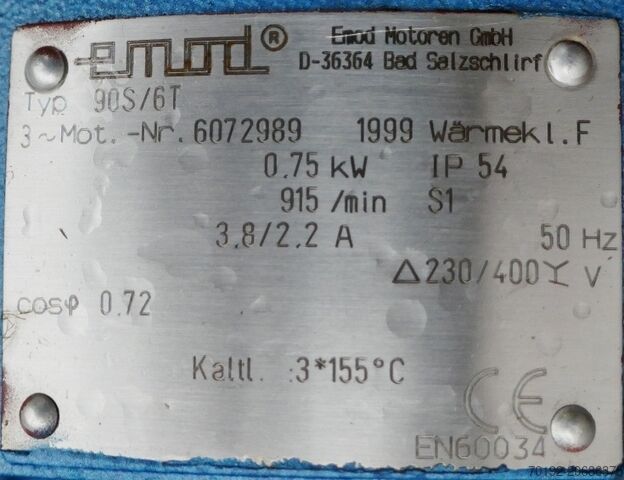 emod® Emod Motoren GmbH
D-36364 Bad Salzschlirf
Typ 90S/6T
3~Mot.-Nr. 6072989 1999 Wärmekl. F
0,75 kW IP 54
915 /min S1
3,8/2,2 A 50 Hz
Δ230/400Y V
cosφ 0.72
Kaltl. :3*155°C
CE
EN60034